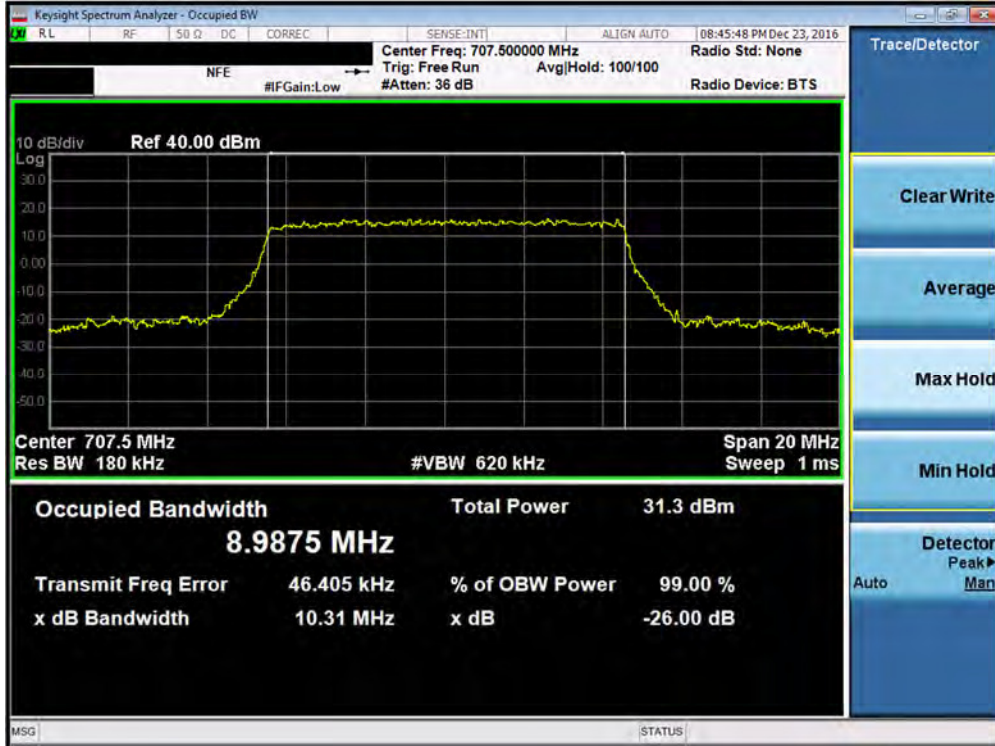 Keysight Spectrum Analyzer - Occupied BW
LXI RL RF 50 Ω DC CORREC SENSE:INT ALIGN AUTO 08:45:48 PM Dec 23, 2016
Center Freq: 707.500000 MHz Radio Std: None
NFE Trig: Free Run Avg|Hold: 100/100
#IFGain:Low #Atten: 36 dB Radio Device: BTS
10 dB/div Ref 40.00 dBm
Log
30.0
20.0
10.0
0.00
-10.0
-20.0
-30.0
-40.0
-50.0
Center 707.5 MHz Span 20 MHz
Res BW 180 kHz #VBW 620 kHz Sweep 1 ms
Occupied Bandwidth Total Power 31.3 dBm
8.9875 MHz
Transmit Freq Error 46.405 kHz % of OBW Power 99.00 %
x dB Bandwidth 10.31 MHz x dB -26.00 dB
MSG STATUS
Trace/Detector
Clear Write
Average
Max Hold
Min Hold
Detector
Peak▶
Auto Man